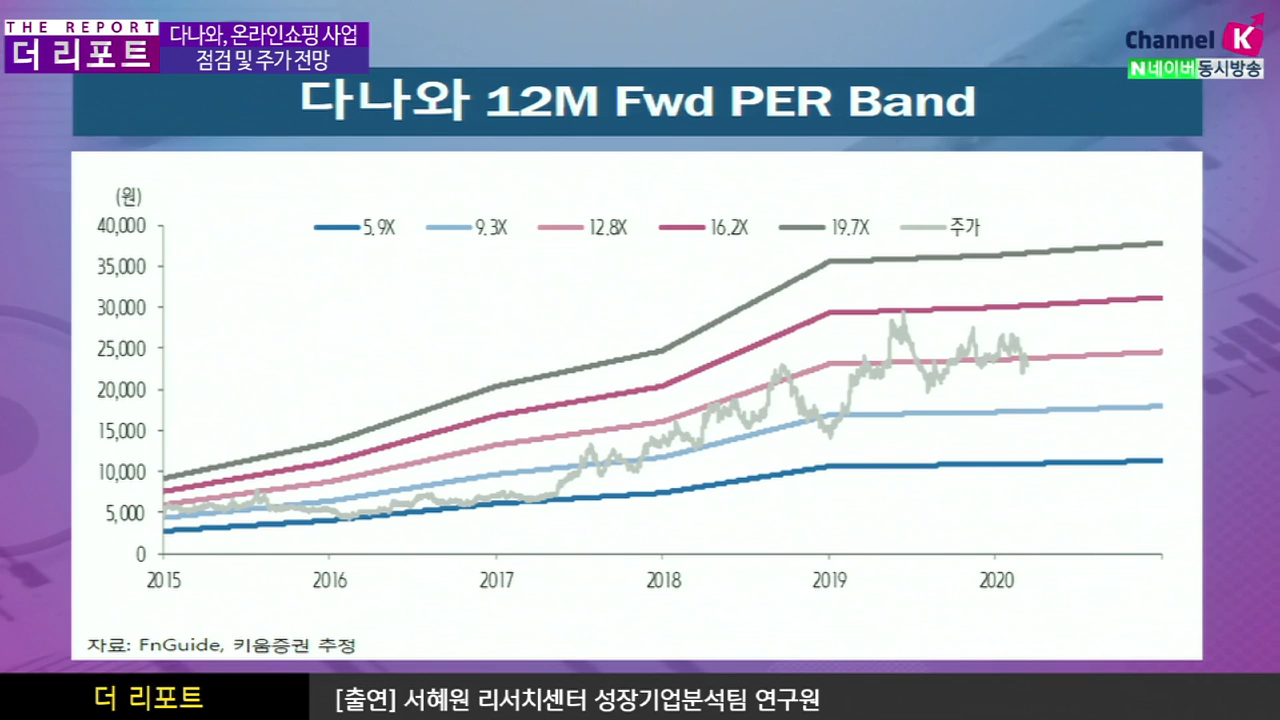 THE REPORT
더 리포트
다나와, 온라인쇼핑 사업
점검 및 주가 전망
Channel K
N 네이버 동시방송
다나와 12M Fwd PER Band
(원)
5.9X 9.3X 12.8X 16.2X 19.7X 주가
40,000
35,000
30,000
25,000
20,000
15,000
10,000
5,000
0
2015 2016 2017 2018 2019 2020
자료: FnGuide, 키움증권 추정
더 리포트
[출연] 서혜원 리서치센터 성장기업분석팀 연구원